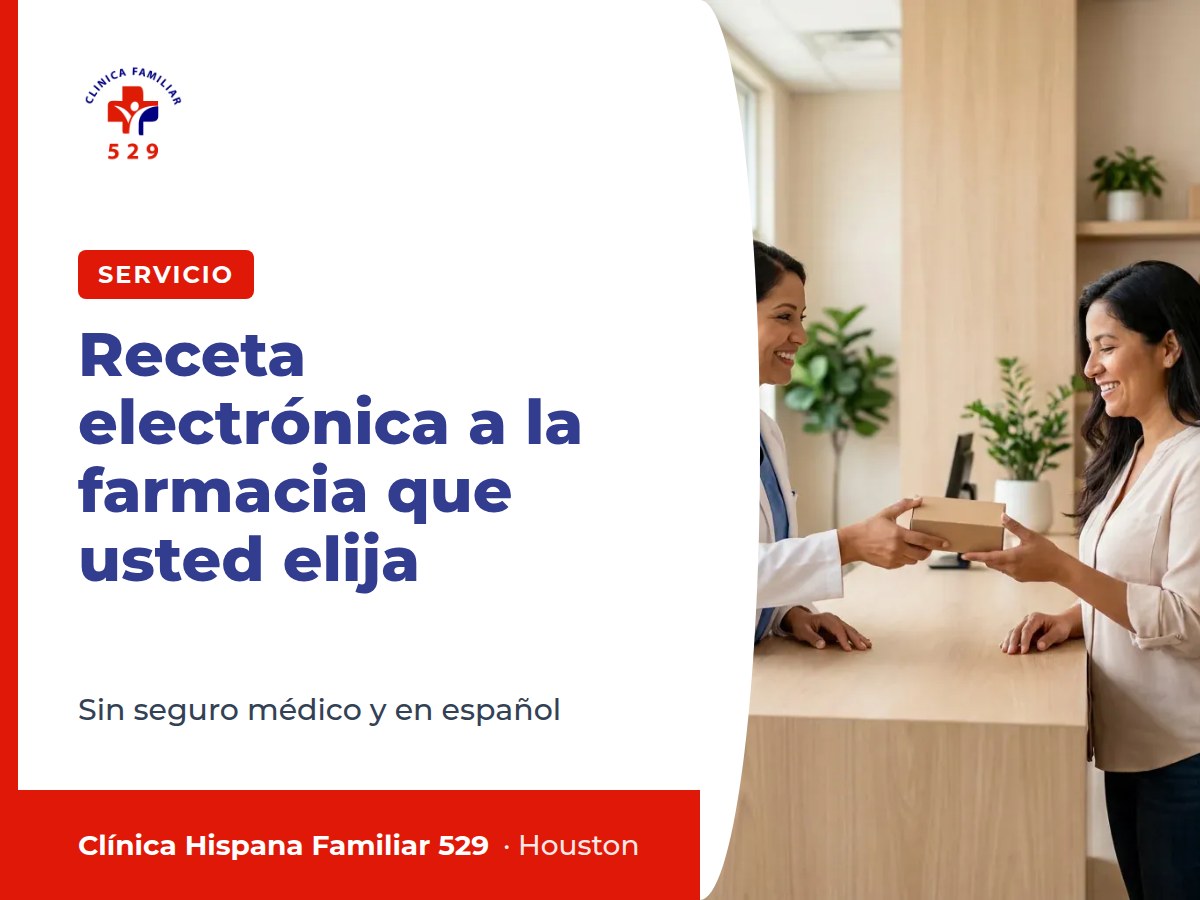 CLINICA FAMILIAR
529
SERVICIO
Receta
electrónica a la
farmacia que
usted elija
Sin seguro médico y en español
Clínica Hispana Familiar 529 · Houston